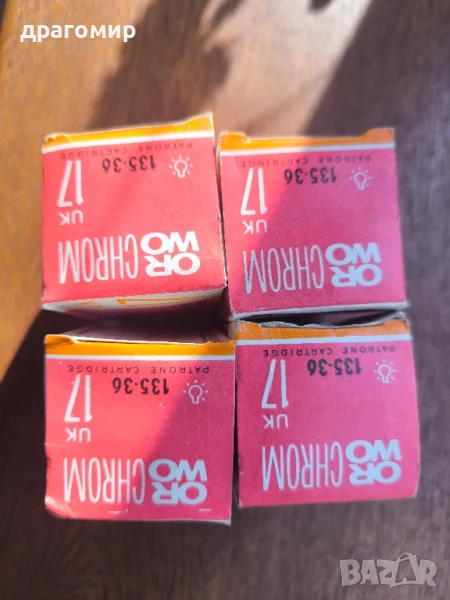 драгомир
PATRONE CARTRIDGE
135-36
UK 17
ORWO CHROM
PATRONE CARTRIDGE
135-36
UK 17
ORWO CHROM
PATRONE CARTRIDGE
135-36
UK 17
ORWO CHROM
PATRONE CARTRIDGE
135-36
UK 17
ORWO CHROM
BAZAR